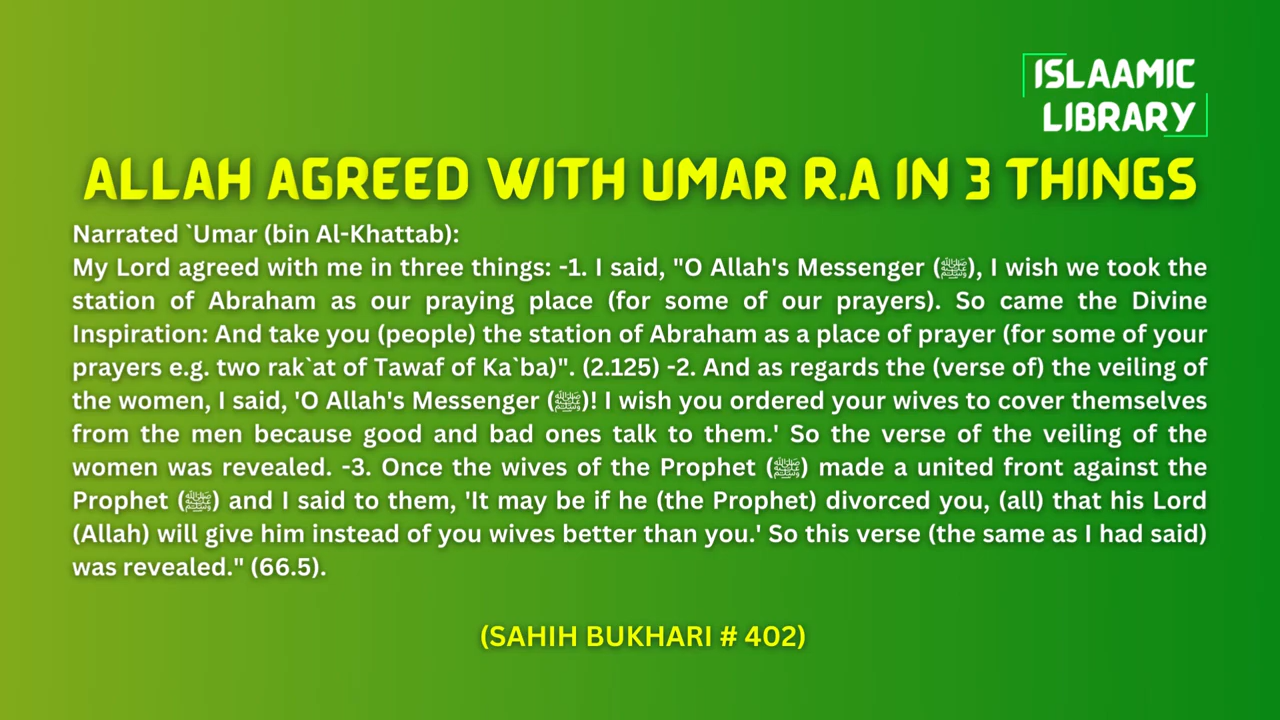 ISLAAMIC
LIBRARY
ALLAH AGREED WITH UMAR R.A IN 3 THINGS
Narrated `Umar (bin Al-Khattab):
My Lord agreed with me in three things: -1. I said, "O Allah's Messenger (ﷺ), I wish we took the
station of Abraham as our praying place (for some of our prayers). So came the Divine
Inspiration: And take you (people) the station of Abraham as a place of prayer (for some of your
prayers e.g. two rak`at of Tawaf of Ka`ba)". (2.125) -2. And as regards the (verse of) the veiling of
the women, I said, 'O Allah's Messenger (ﷺ)! I wish you ordered your wives to cover themselves
from the men because good and bad ones talk to them.' So the verse of the veiling of the
women was revealed. -3. Once the wives of the Prophet (ﷺ) made a united front against the
Prophet (ﷺ) and I said to them, 'It may be if he (the Prophet) divorced you, (all) that his Lord
(Allah) will give him instead of you wives better than you.' So this verse (the same as I had said)
was revealed." (66.5).
(SAHIH BUKHARI # 402)